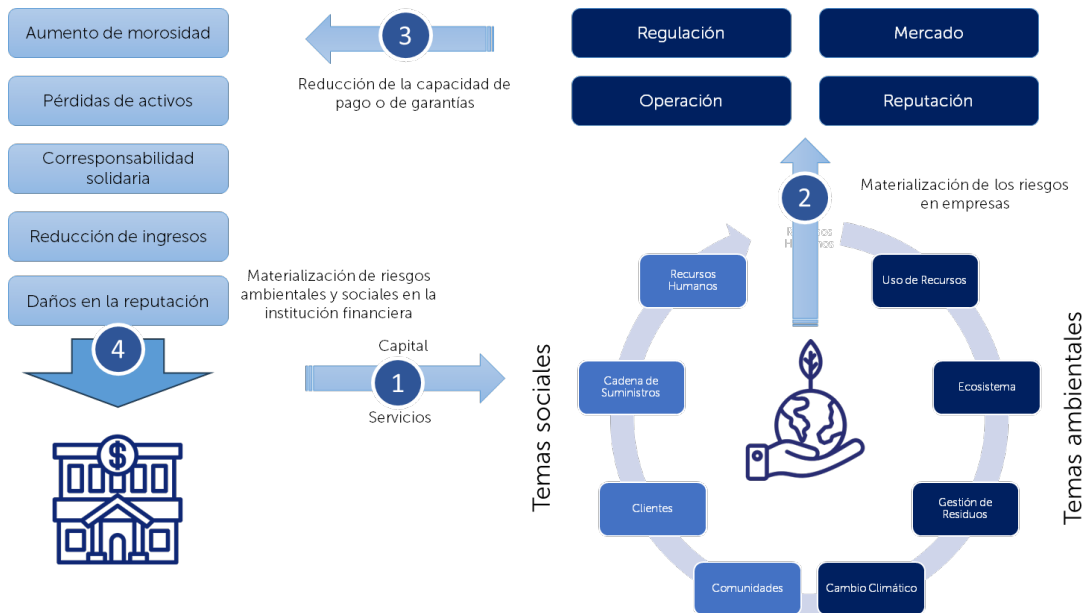 Aumento de morosidad
Pérdidas de activos
Corresponsabilidad
solidaria
Reducción de ingresos
Daños en la reputación
4
3
Reducción de la capacidad de
pago o de garantías
Materialización de riesgos
ambientales y sociales en la
institución financiera
Capital
1
Servicios
Regulación
Mercado
Operación
Reputación
2
Materialización de los riesgos
en empresas
Temas sociales
Recursos
Humanos
Cadena de
Suministros
Clientes
Comunidades
Uso de Recursos
Ecosistema
Gestión de
Residuos
Cambio Climático
Temas ambientales
$